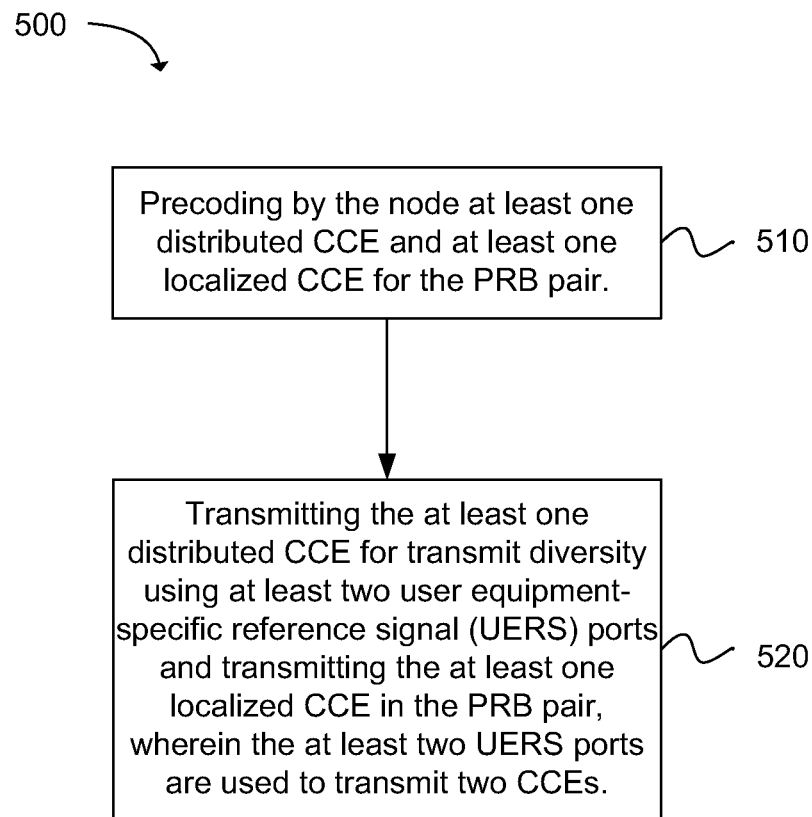 500
Precoding by the node at least one
distributed CCE and at least one
localized CCE for the PRB pair.
510
Transmitting the at least one
distributed CCE for transmit diversity
using at least two user equipment-
specific reference signal (UERS) ports
and transmitting the at least one
localized CCE in the PRB pair,
wherein the at least two UERS ports
are used to transmit two CCEs.
520